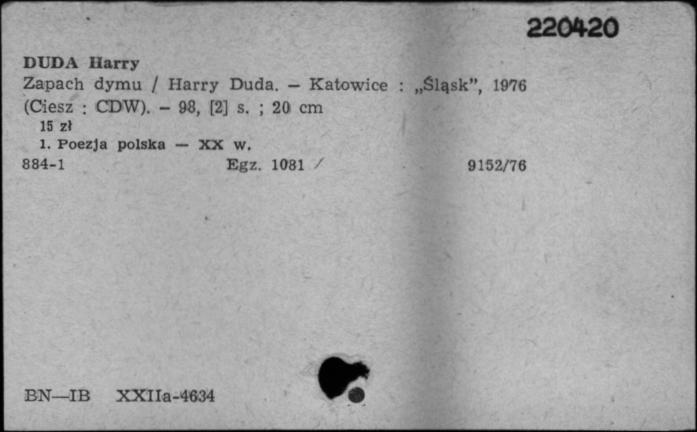 220420
DUDA Harry
Zapach dymu / Harry Duda. — Katowice : „Śląsk”, 1976
(Ciesz : CDW). — 98, [2] s. ; 20 cm
15 zł
1. Poezja polska — XX w.
884-1 Egz. 1081 / 9152/76
BN—IB XXIIa-4634